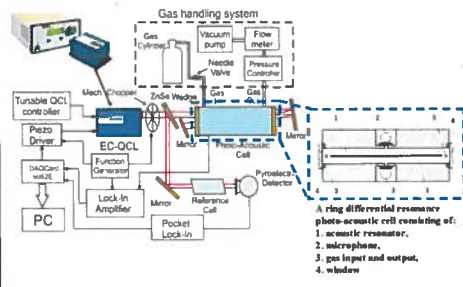 Gas handling system
Gas
Cylinder
Vacuum
pump
Flow
meter
Pressure
Controller
Needle
Valve
Mech. Chopper
ZnSe Wedge
Gas
Gas
Tunable QCL
controller
EC-QCL
Piezo
Driver
Mirror
Mirror
Photo-Acoustic
Cell
Function
Generator
DAQCard
Lock-In
Amplifier
PC
Mirror
Reference
Cell
Pyroelectric
Detector
Pocket
Lock-in
1 2 3 4
4 3 2 1
A ring differential resonance
photo-acoustic cell consisting of:
1. acoustic resonator,
2. microphone,
3. gas input and output,
4. window